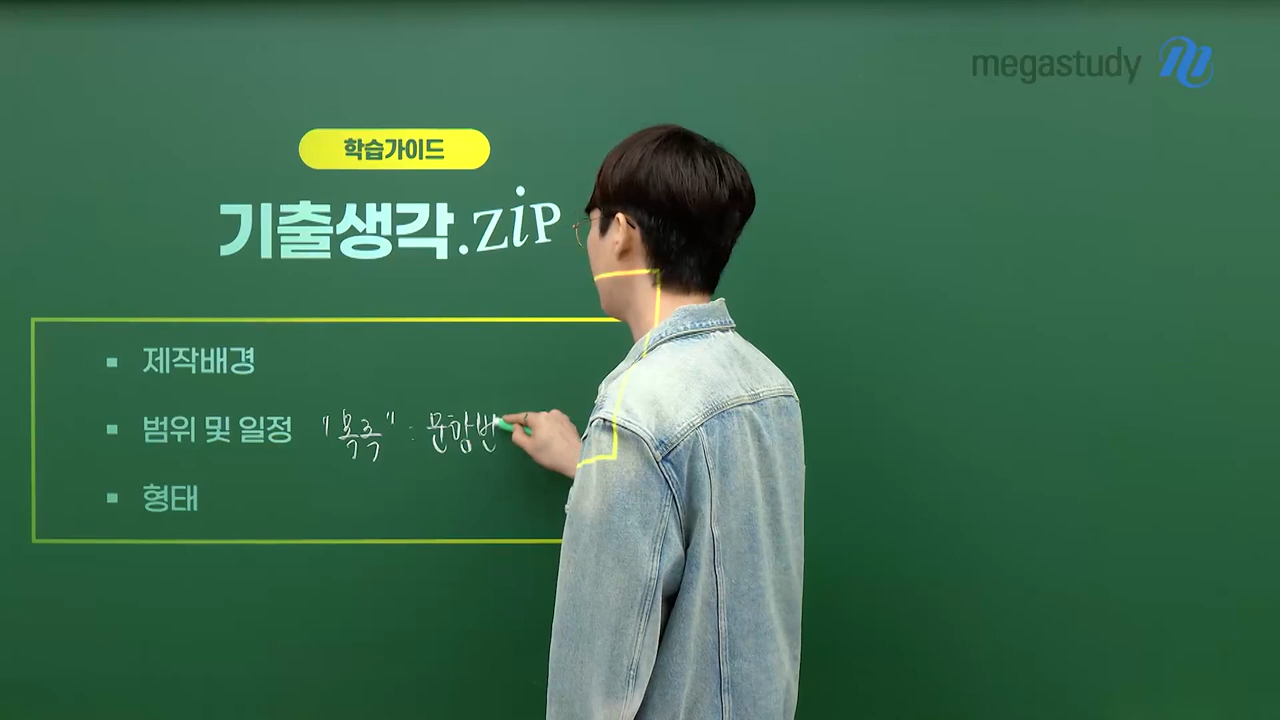 megastudy
학습가이드
기출생각.zip
제작배경
범위 및 일정 "목주" : 문항번
형태